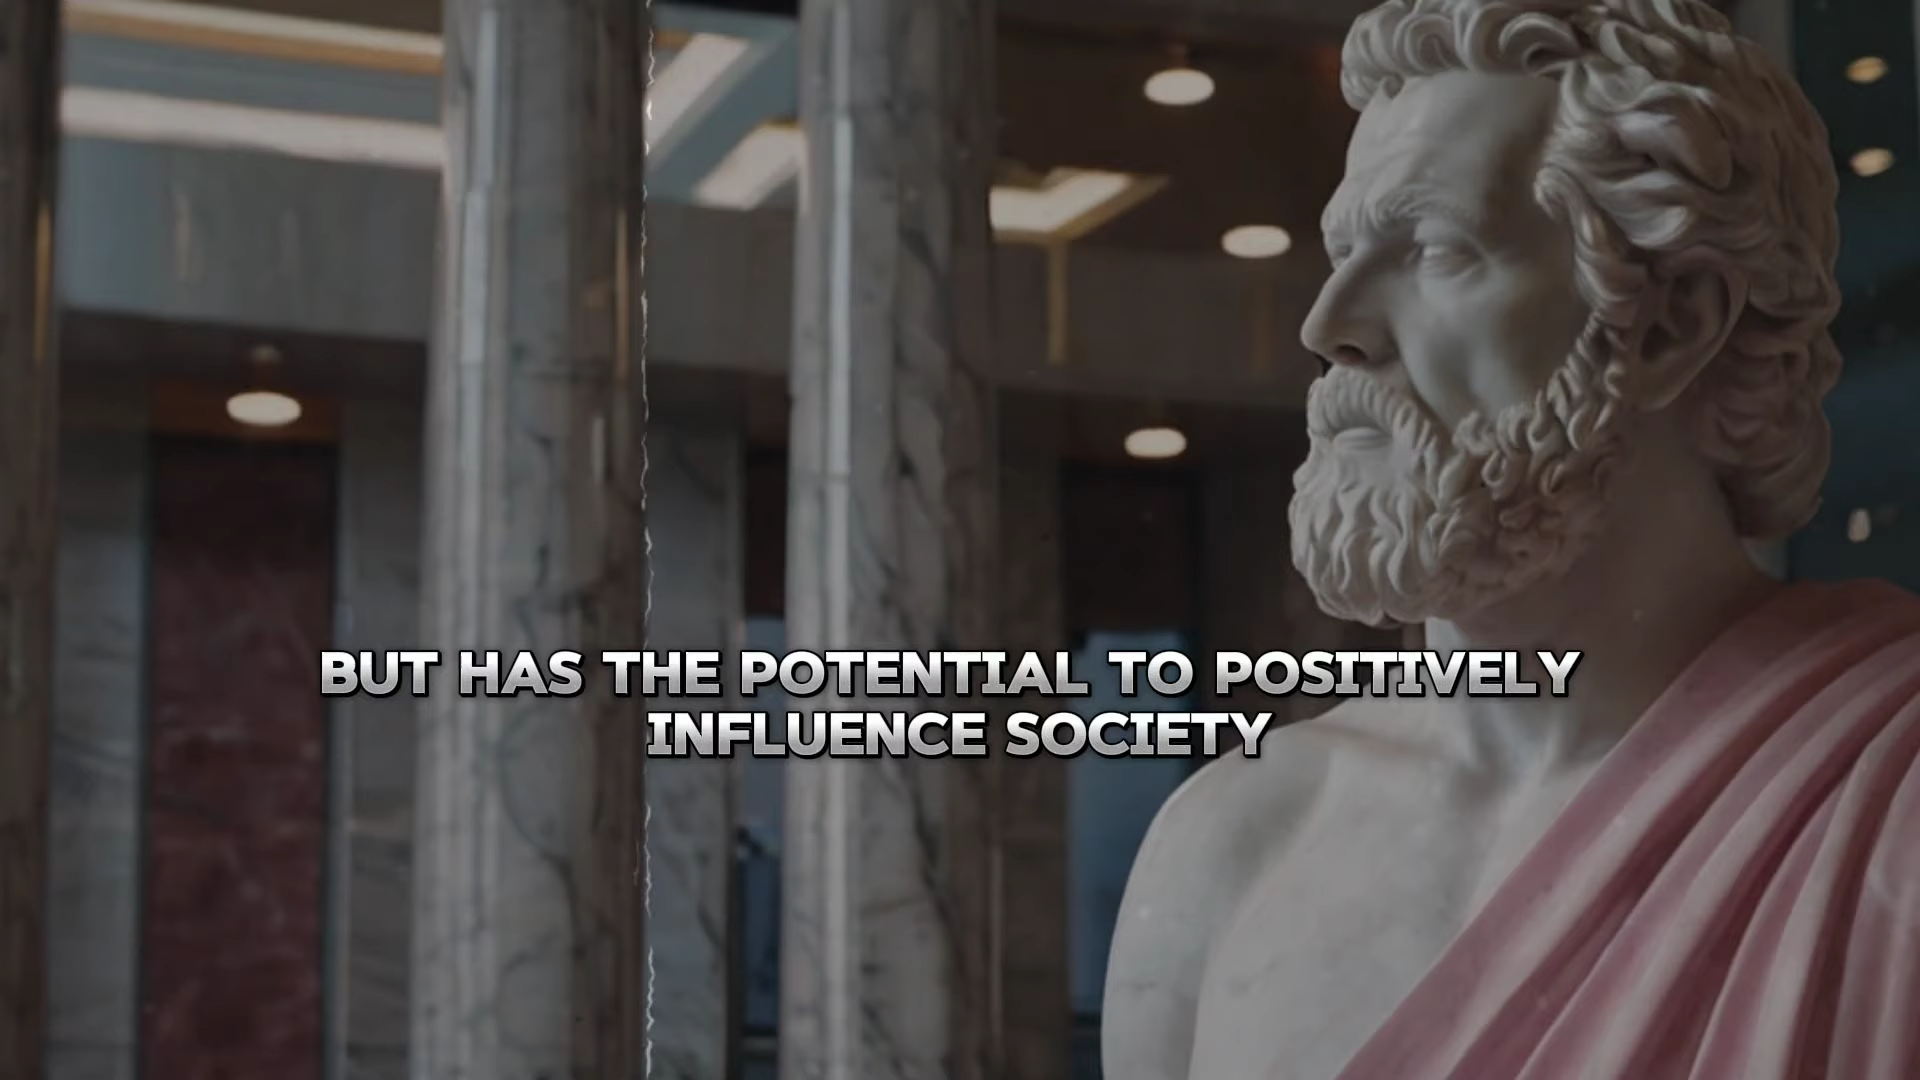 BUT HAS THE POTENTIAL TO POSITIVELY
INFLUENCE SOCIETY